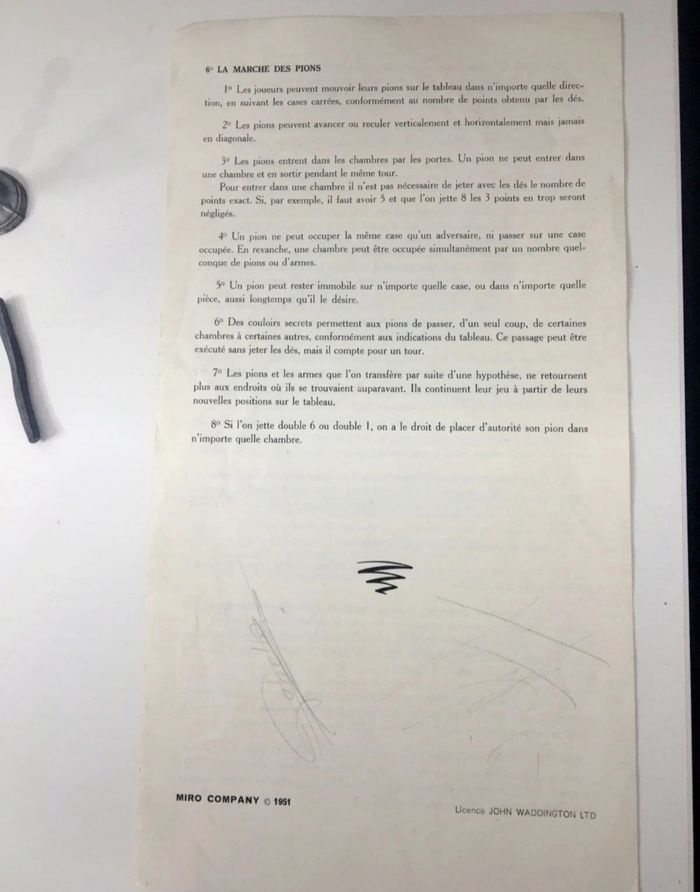 6° LA MARCHE DES PIONS
1° Les joueurs peuvent mouvoir leurs pions sur le tableau dans n'importe quelle direc-
tion, en suivant les cases carrées, conformément au nombre de points obtenu par les dés.
2° Les pions peuvent avancer ou reculer verticalement et horizontalement mais jamais
en diagonale.
3° Les pions entrent dans les chambres par les portes. Un pion ne peut entrer dans
une chambre et en sortir pendant le même tour.
Pour entrer dans une chambre il n'est pas nécessaire de jeter avec les dés le nombre de
points exact. Si, par exemple, il faut avoir 5 et que l'on jette 8 les 3 points en trop seront
négligés.
4° Un pion ne peut occuper la même case qu'un adversaire, ni passer sur une case
occupée. En revanche, une chambre peut être occupée simultanément par un nombre quel-
conque de pions ou d'armes.
5° Un pion peut rester immobile sur n'importe quelle case, ou dans n'importe quelle
pièce, aussi longtemps qu'il le désire.
6° Des couloirs secrets permettent aux pions de passer, d'un seul coup, de certaines
chambres à certaines autres, conformément aux indications du tableau. Ce passage peut être
exécuté sans jeter les dés, mais il compte pour un tour.
7° Les pions et les armes que l'on transfère par suite d'une hypothèse, ne retournent
plus aux endroits où ils se trouvaient auparavant. Ils continuent leur jeu à partir de leurs
nouvelles positions sur le tableau.
8° Si l'on jette double 6 ou double 1, on a le droit de placer d'autorité son pion dans
n'importe quelle chambre.
MIRO COMPANY © 1951
Licence JOHN WADDINGTON LTD